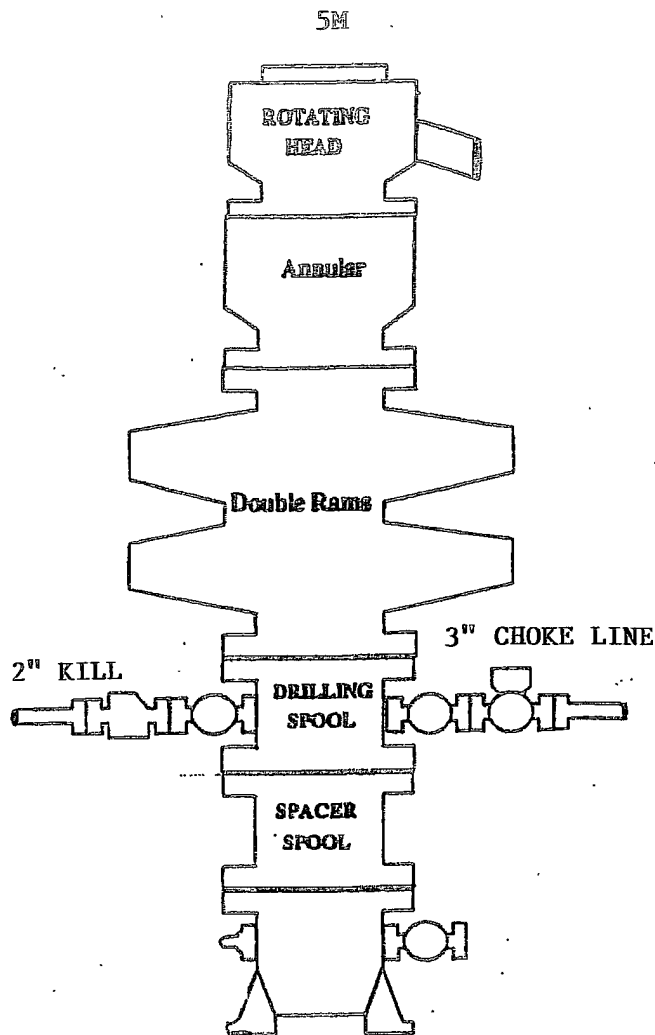 5M
ROTATING
HEAD
Annular
Double Rams
3" CHOKE LINE
2" KILL
DRILLING
SPOOL
SPACER
SPOOL